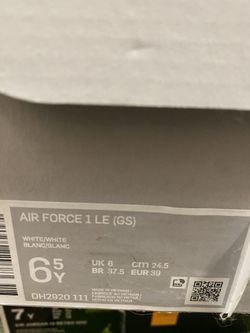 AIR FORCE 1 LE (GS)
WHITE/WHITE
BLANC/BLANC
6.5Y
UK 6 CM 24.5
BR 37.5 EUR 39
MADE IN VIETNAM
DH2920 111
7Y